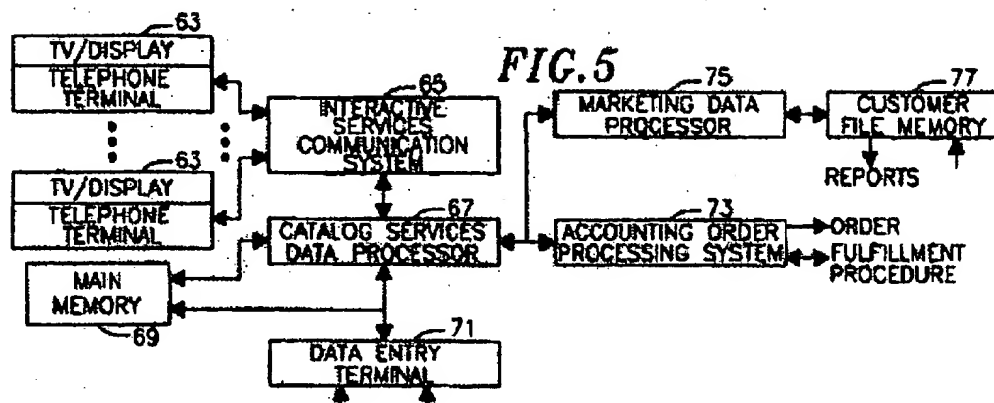 FIG. 5
63
TV/DISPLAY
TELEPHONE
TERMINAL
63
TV/DISPLAY
TELEPHONE
TERMINAL
65
INTERACTIVE
SERVICES
COMMUNICATION
SYSTEM
67
CATALOG SERVICES
DATA PROCESSOR
MAIN
MEMORY
69
71
DATA ENTRY
TERMINAL
75
MARKETING DATA
PROCESSOR
77
CUSTOMER
FILE MEMORY
REPORTS
73
ACCOUNTING ORDER
PROCESSING SYSTEM
ORDER
FULFILLMENT
PROCEDURE